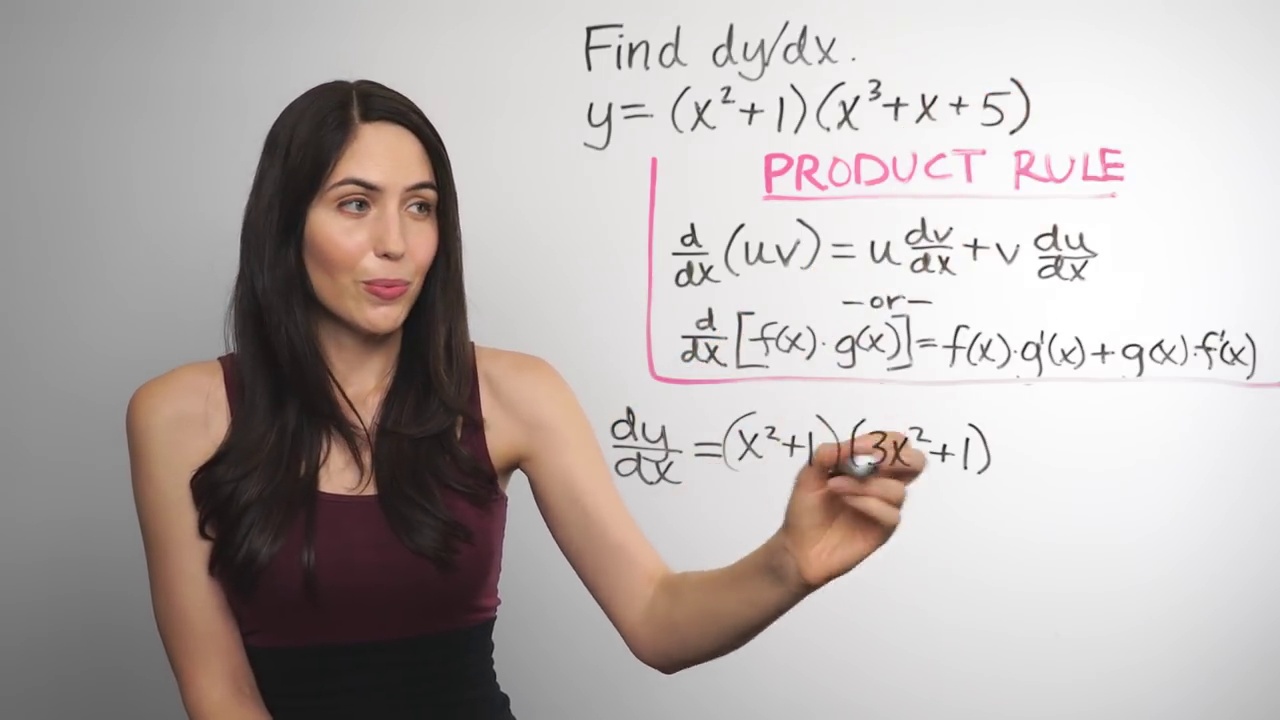 Find dy/dx.
y= (x²+1)(x³+x+5)
PRODUCT RULE
d/dx (uv) = u dv/dx + v du/dx
-or-
d/dx [f(x)·g(x)] = f(x)·g'(x)+g(x)·f'(x)
dy/dx = (x²+1)(3x²+1)